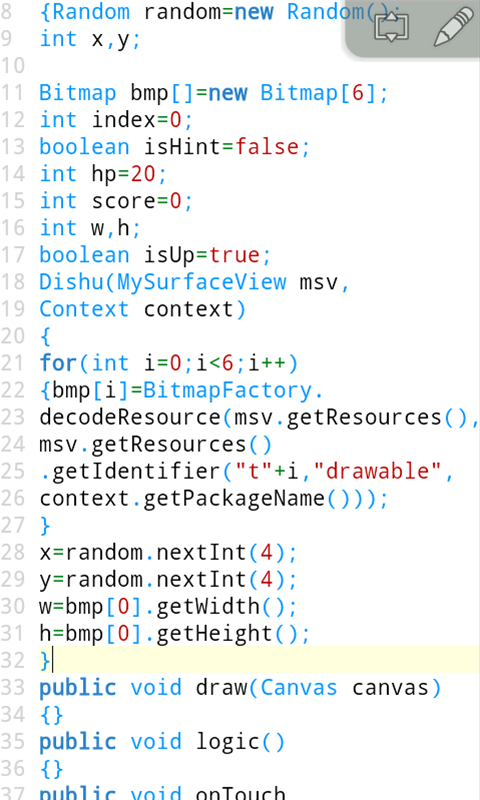 8 {Random random=new Random();
9 int x,y;
10
11 Bitmap bmp[]=new Bitmap[6];
12 int index=0;
13 boolean isHint=false;
14 int hp=20;
15 int score=0;
16 int w,h;
17 boolean isUp=true;
18 Dishu(MySurfaceView msv,
19 Context context)
20 {
21 for(int i=0;i<6;i++)
22 {bmp[i]=BitmapFactory.
23 decodeResource(msv.getResources(),
24 msv.getResources()
25 .getIdentifier("t"+i,"drawable",
26 context.getPackageName()));
27 }
28 x=random.nextInt(4);
29 y=random.nextInt(4);
30 w=bmp[0].getWidth();
31 h=bmp[0].getHeight();
32 }
33 public void draw(Canvas canvas)
34 {}
35 public void logic()
36 {}
37 public void onTouch